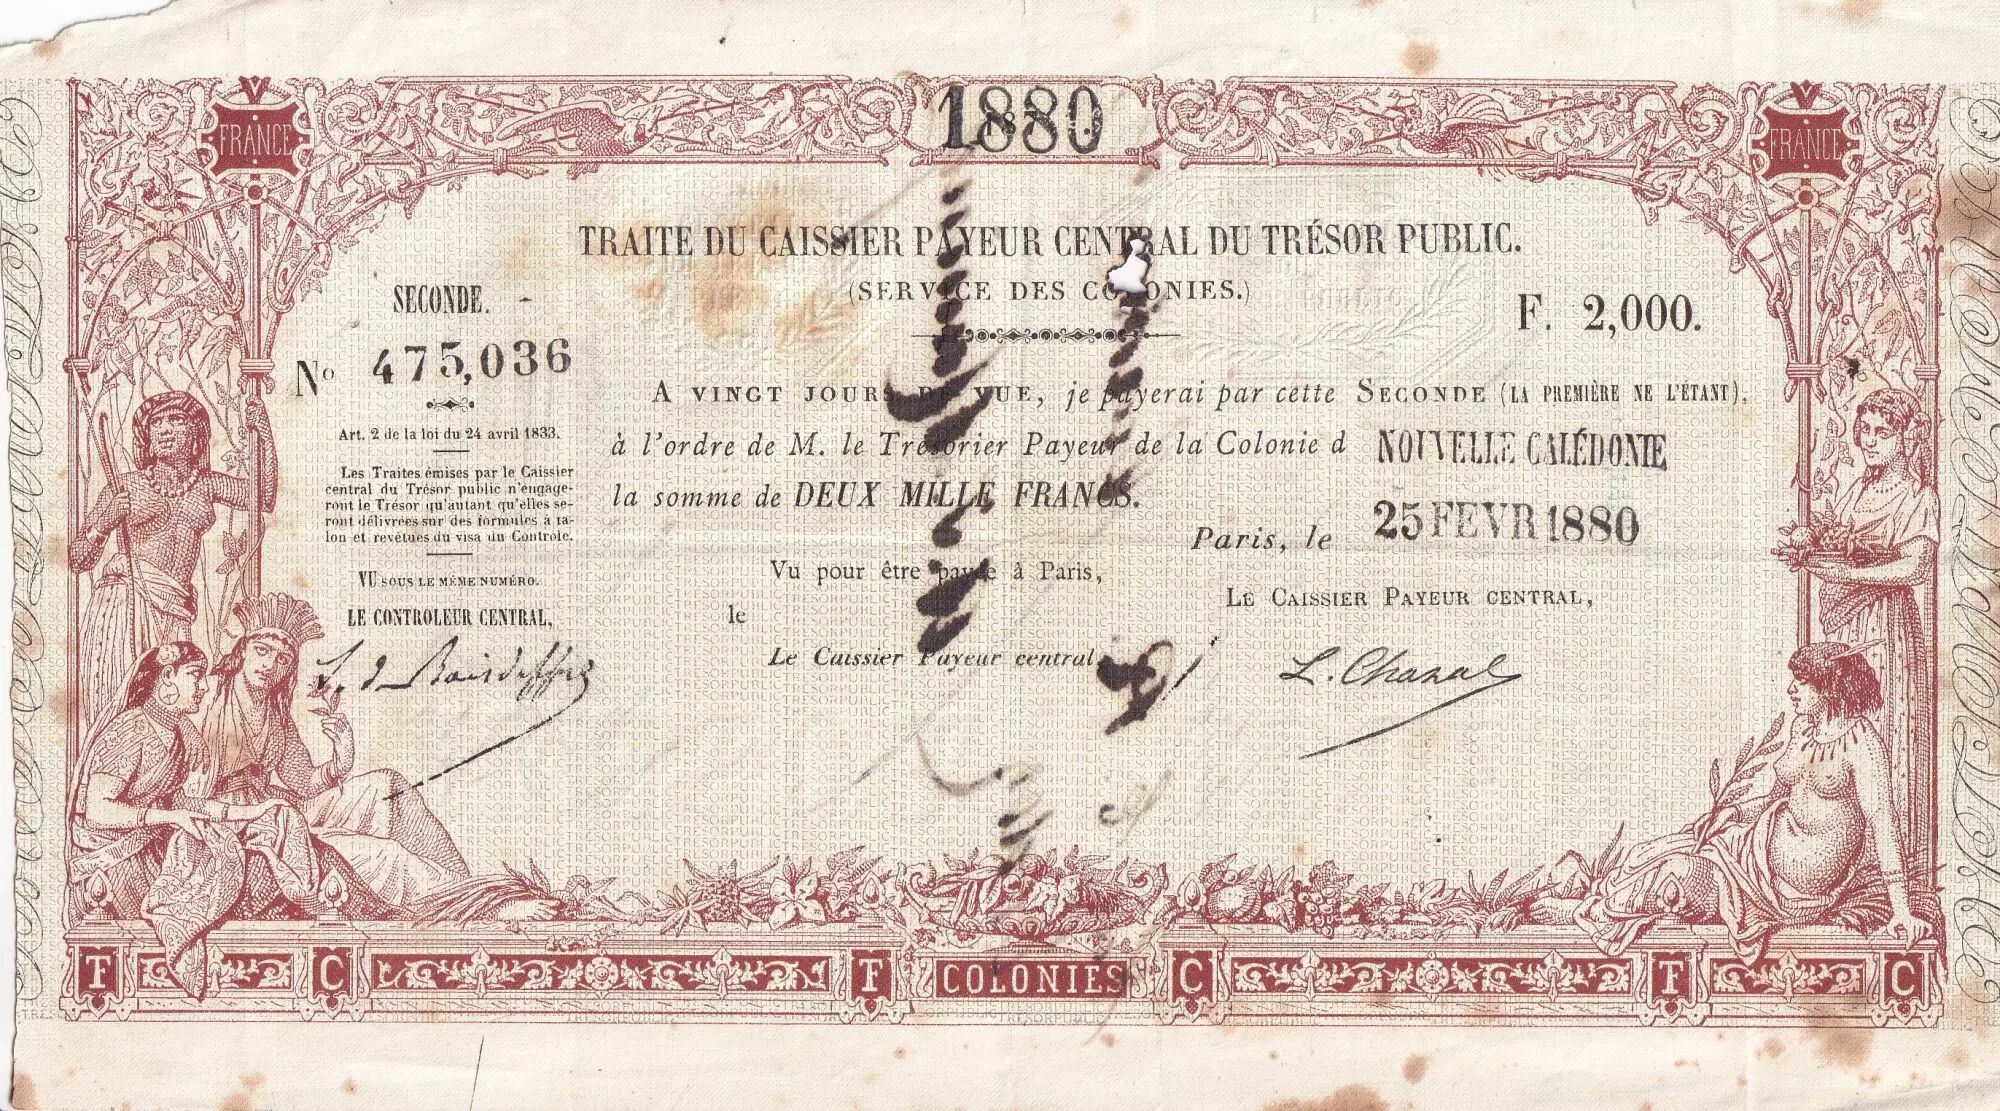 1880
FRANCE
FRANCE
TRAITE DU CAISSIER PAYEUR CENTRAL DU TRÉSOR PUBLIC.
(SERVICE DES COLONIES.)
SECONDE.
F. 2,000.
No 475,036
Art. 2 de la loi du 24 avril 1833.
Les Traites émises par le Caissier
central du Trésor public n'engage-
ront le Trésor qu'autant qu'elles se-
ront délivrées sur des formules à ta-
lon et revêtues du visa du Contrôle.
VU SOUS LE MÊME NUMÉRO.
LE CONTROLEUR CENTRAL,
A VINGT JOURS DE VUE, je payerai par cette SECONDE (LA PREMIÈRE NE L'ÉTANT),
à l'ordre de M. le Trésorier Payeur de la Colonie d NOUVELLE CALÉDONIE
la somme de DEUX MILLE FRANCS.
Paris, le 25 FEVR 1880
Vu pour être payée à Paris,
le
Le Caissier Payeur central,
LE CAISSIER PAYEUR CENTRAL,
L. Chazal
T C T COLONIES C T C